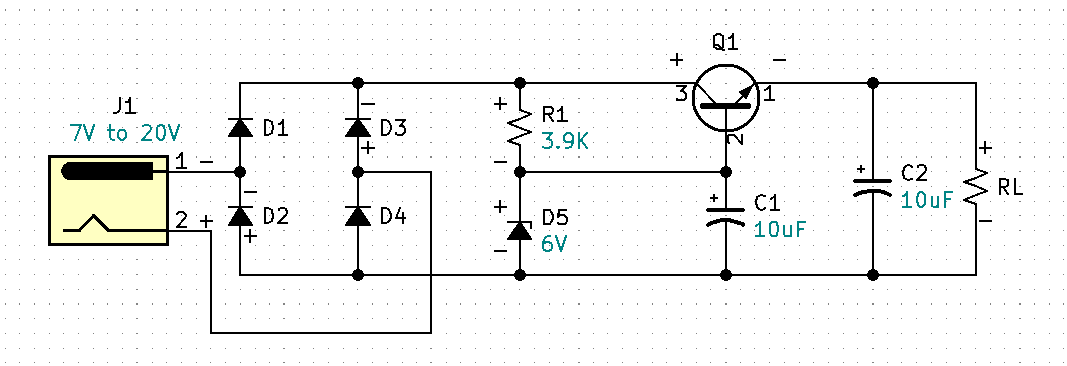 Q1
+ −
3 1
2
J1
7V to 20V
1 −
2 +
D1
D2
− +
D3
− +
D4
+ −
R1
3.9K
+ −
D5
6V
+
C1
10uF
+
C2
10uF
+ −
RL